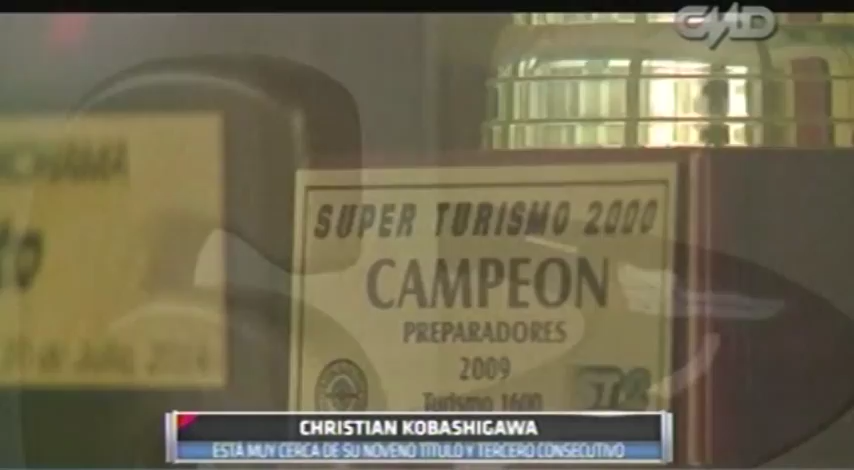 CMD
SUPER TURISMO 2000
CAMPEON
PREPARADORES
2009
Turismo 1600
CHRISTIAN KOBASHIGAWA
ESTÁ MUY CERCA DE SU NOVENO TÍTULO Y TERCERO CONSECUTIVO